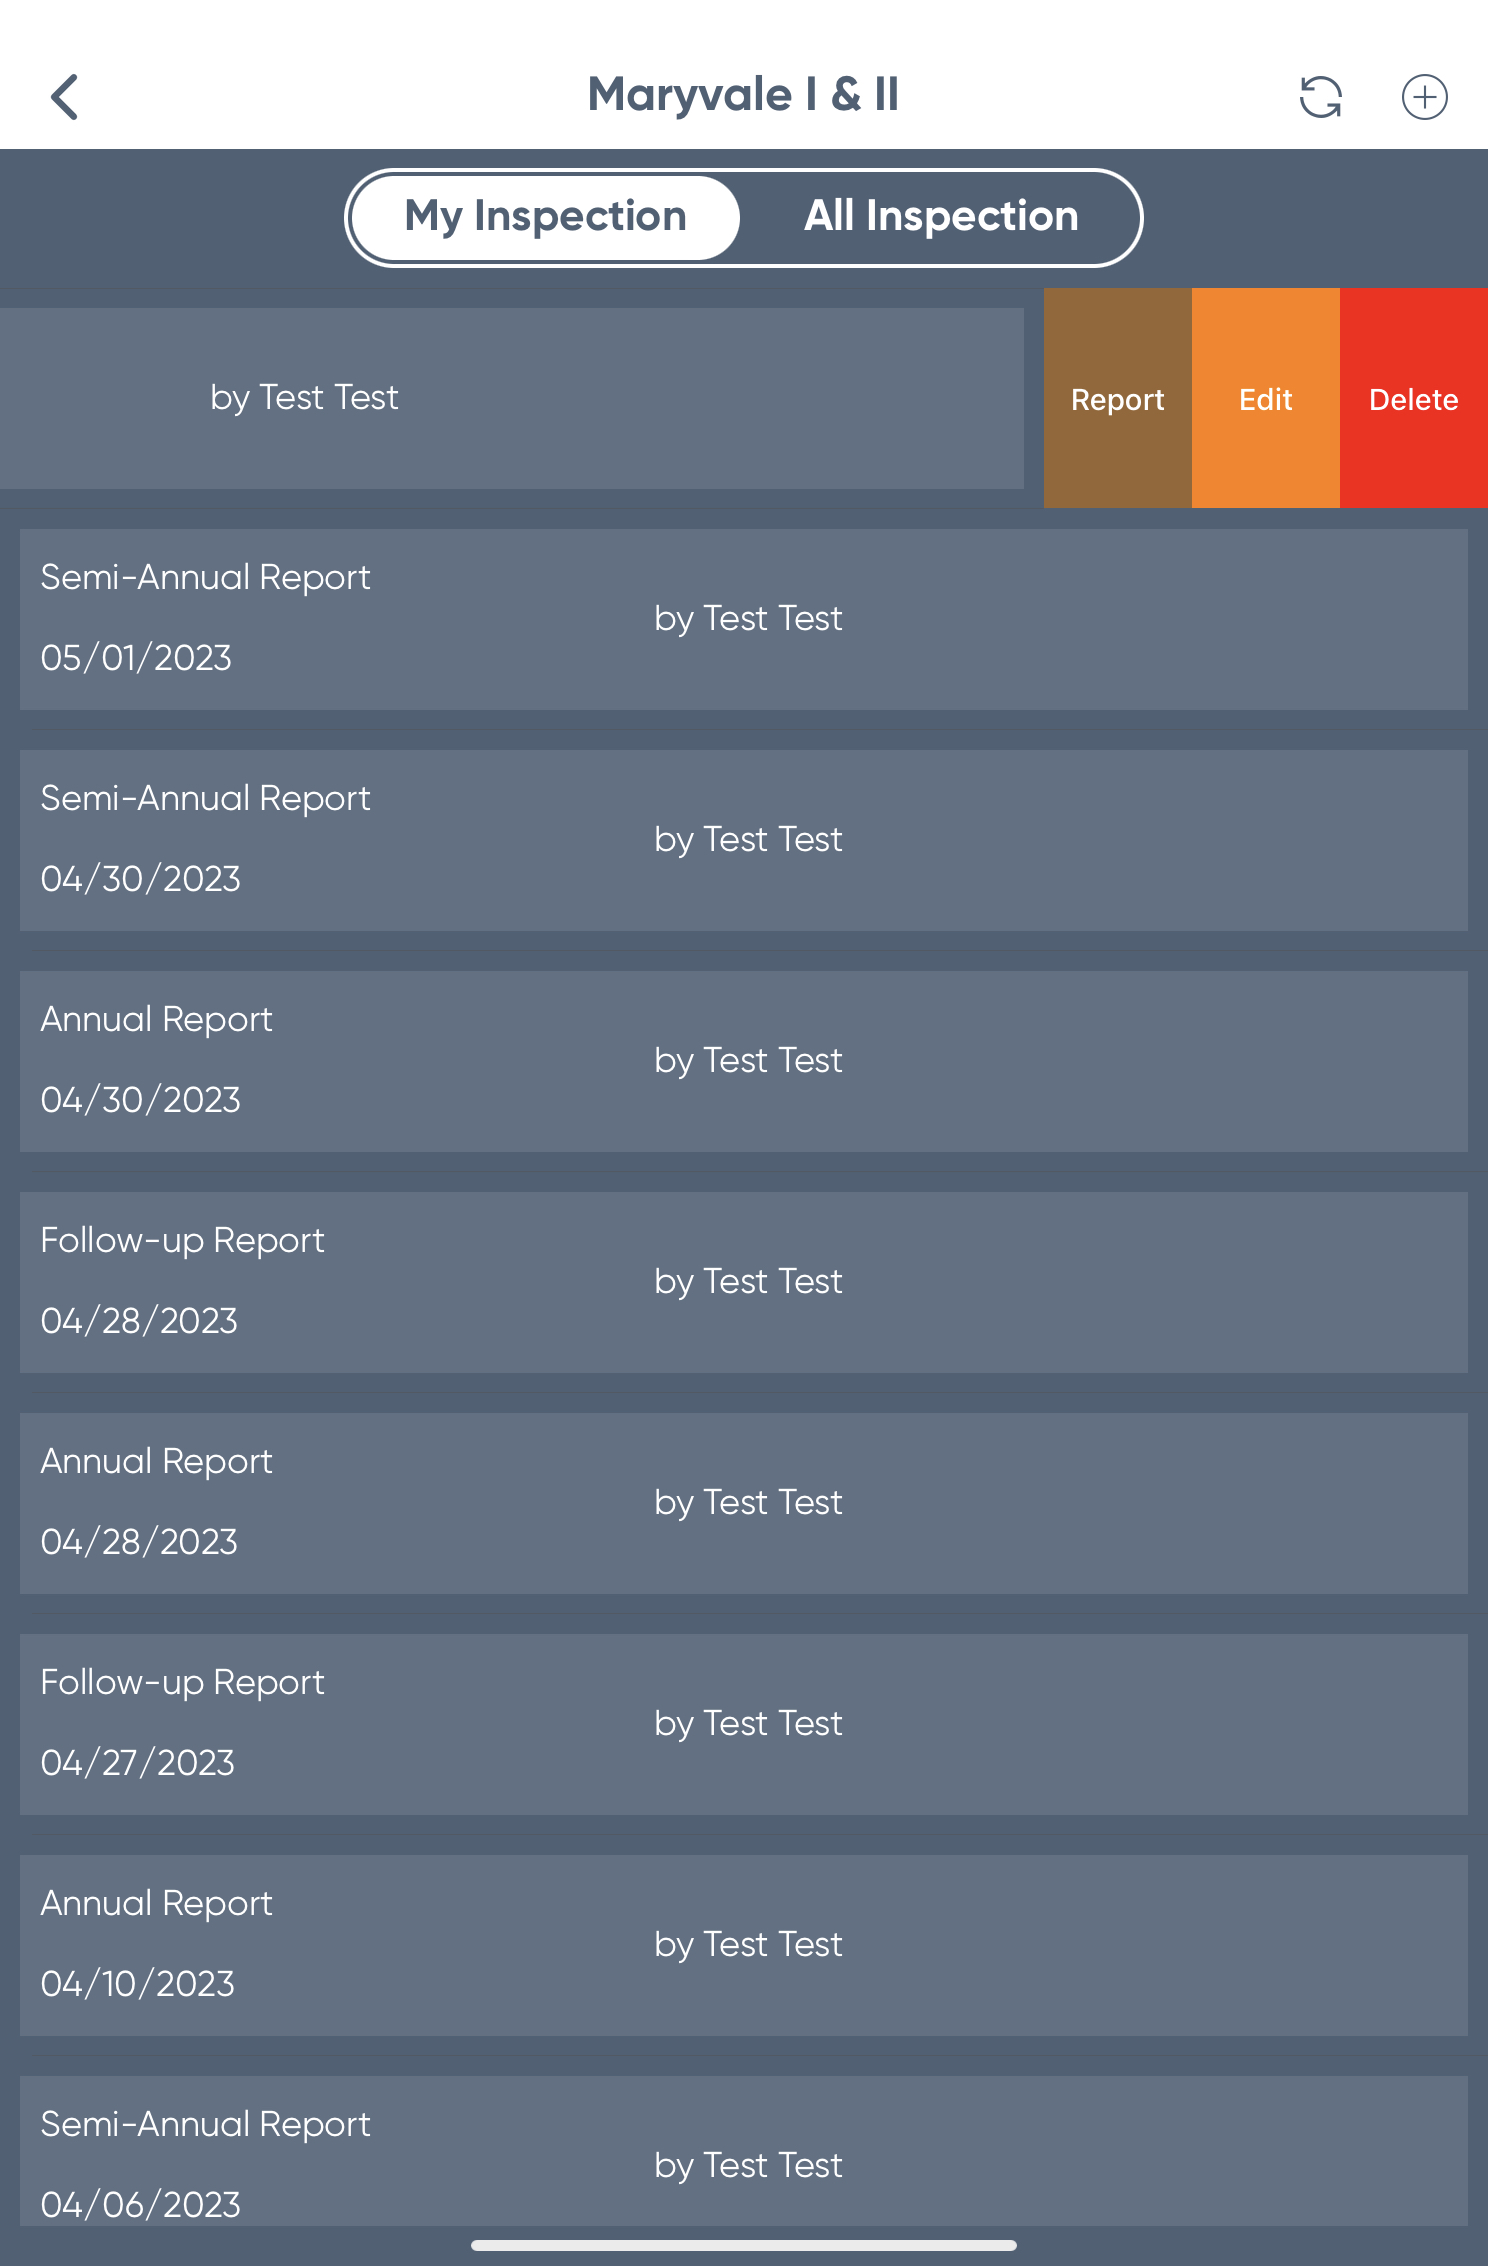 Maryvale I & II
My Inspection
All Inspection
by Test Test
Report
Edit
Delete
Semi-Annual Report
by Test Test
05/01/2023
Semi-Annual Report
by Test Test
04/30/2023
Annual Report
by Test Test
04/30/2023
Follow-up Report
by Test Test
04/28/2023
Annual Report
by Test Test
04/28/2023
Follow-up Report
by Test Test
04/27/2023
Annual Report
by Test Test
04/10/2023
Semi-Annual Report
by Test Test
04/06/2023